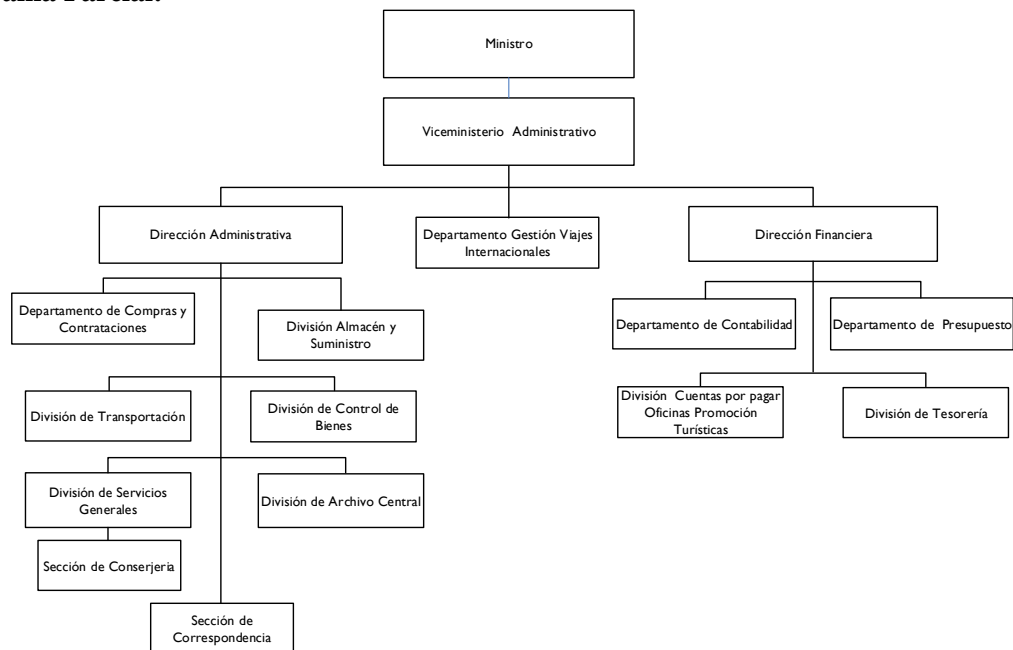 Ministro
Viceministerio Administrativo
Dirección Administrativa
Departamento Gestión Viajes
Internacionales
Dirección Financiera
Departamento de Compras y
Contrataciones
División Almacén y
Suministro
Departamento de Contabilidad
Departamento de Presupuesto
División de Transportación
División de Control de
Bienes
División Cuentas por pagar
Oficinas Promoción
Turísticas
División de Tesorería
División de Servicios
Generales
División de Archivo Central
Sección de Conserjería
Sección de
Correspondencia